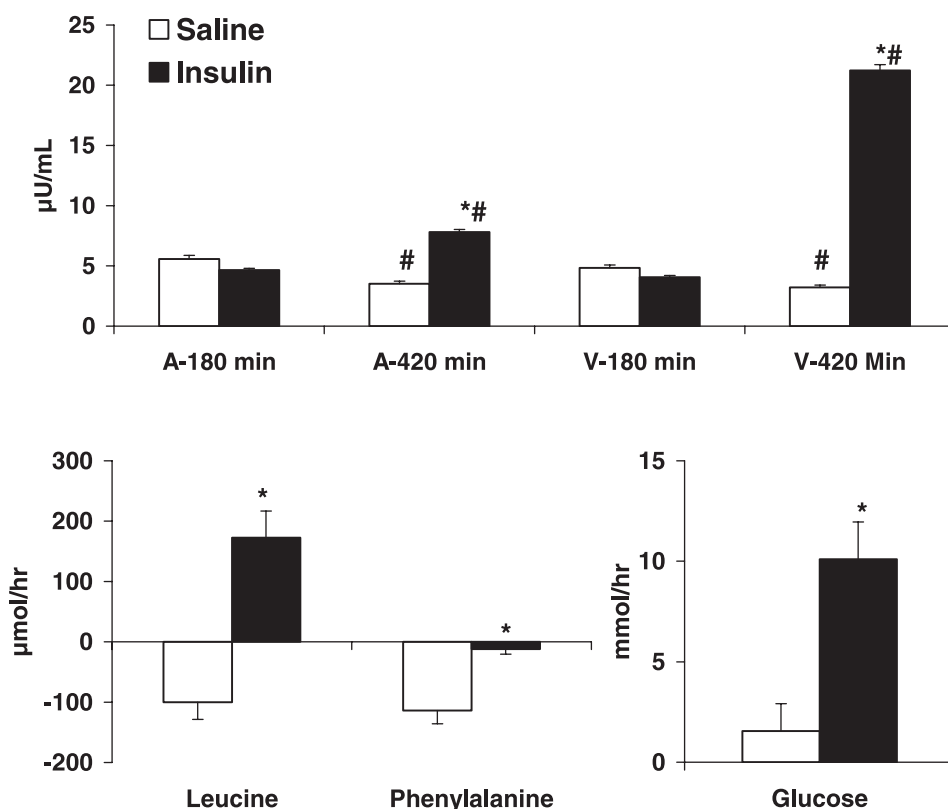 25
20
15
10
5
0
µU/mL
Saline
Insulin
#
*#
#
*#
A-180 min
A-420 min
V-180 min
V-420 Min
300
200
100
0
-100
-200
µmol/hr
*
*
Leucine
Phenylalanine
15
10
5
0
mmol/hr
*
Glucose